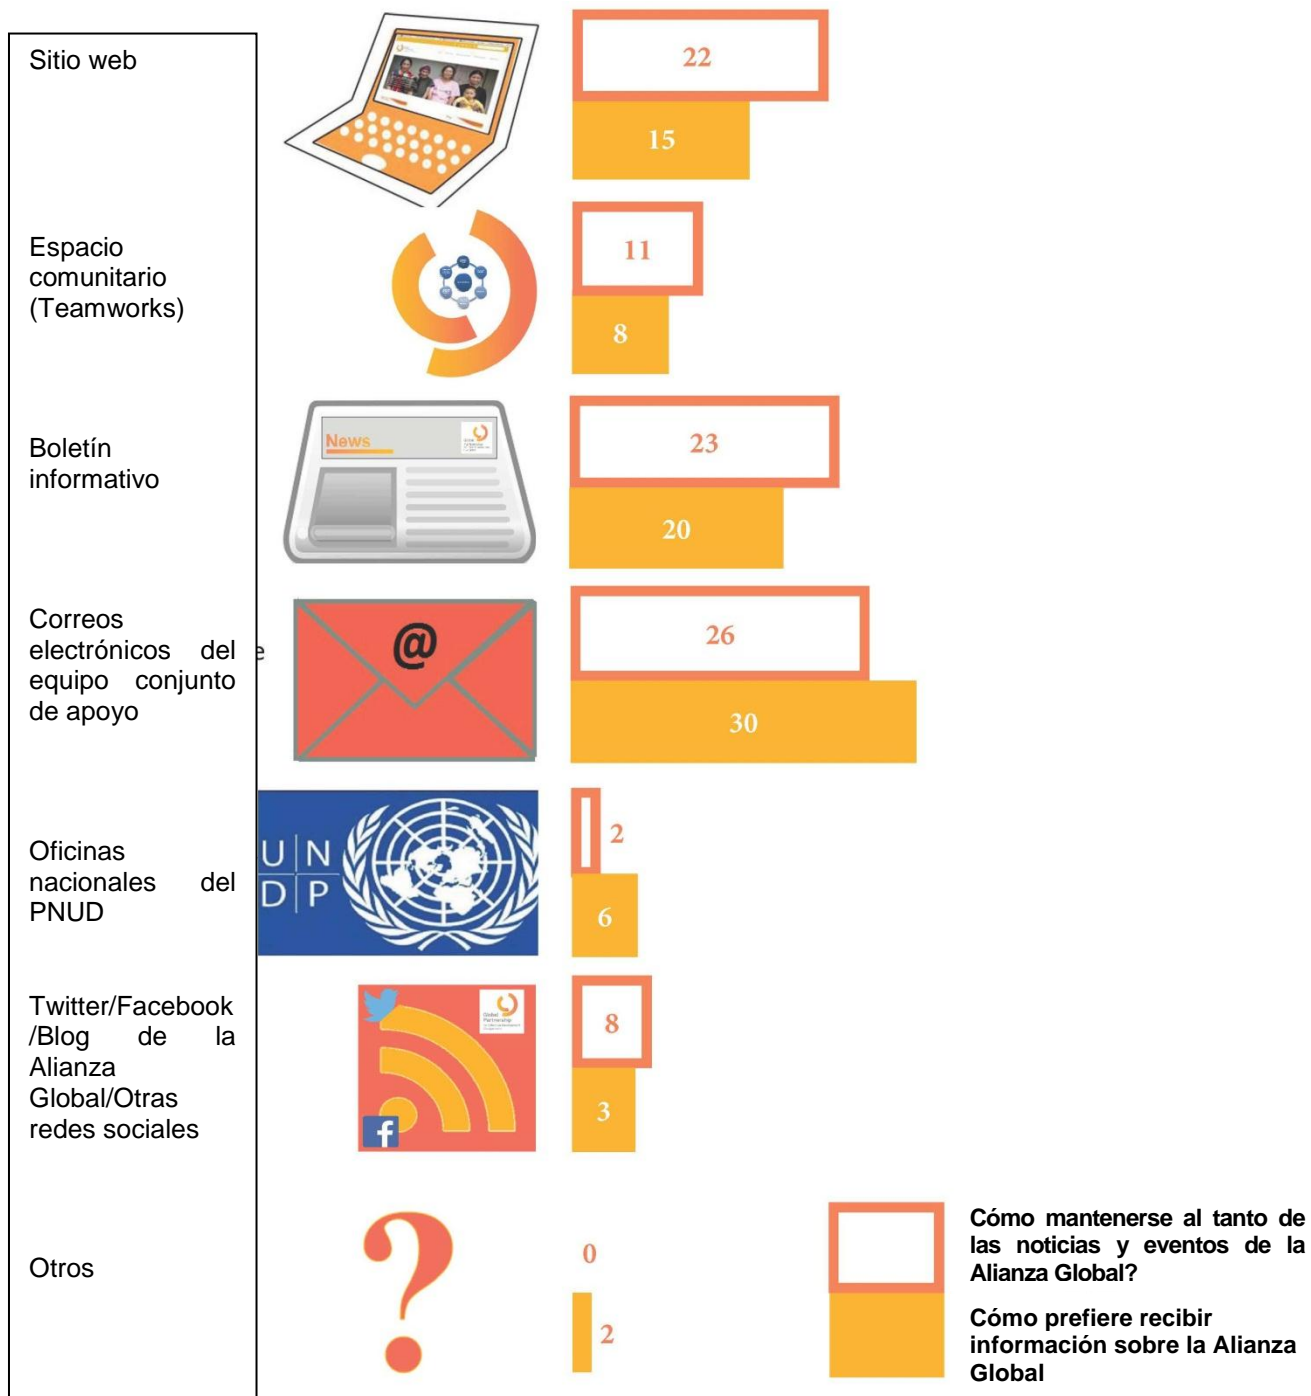 Sitio web
22
15
Espacio
comunitario
(Teamworks)
11
8
Boletín
informativo
News
23
20
Correos
electrónicos del
equipo conjunto
de apoyo
e
@
26
30
Oficinas
nacionales del
PNUD
U N
D P
2
6
Twitter/Facebook
/Blog de la
Alianza
Global/Otras
redes sociales
Global
Partnership
f
8
3
Otros
?
0
2
Cómo mantenerse al tanto de
las noticias y eventos de la
Alianza Global?
Cómo prefiere recibir
información sobre la Alianza
Global